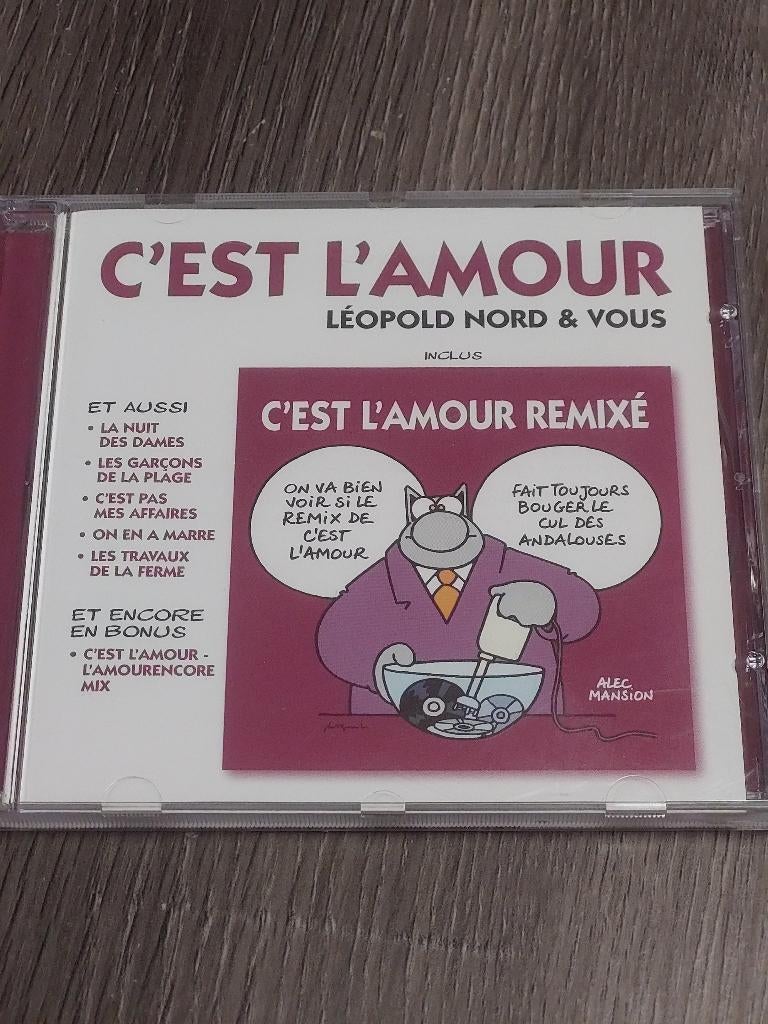 C'EST L'AMOUR
LÉOPOLD NORD & VOUS
INCLUS
ET AUSSI
• LA NUIT
DES DAMES
• LES GARÇONS
DE LA PLAGE
• C'EST PAS
MES AFFAIRES
• ON EN A MARRE
• LES TRAVAUX
DE LA FERME
ET ENCORE
EN BONUS
• C'EST L'AMOUR -
L'AMOURENCORE
MIX
C'EST L'AMOUR REMIXÉ
ON VA BIEN
VOIR SI LE
REMIX DE
C'EST
L'AMOUR
FAIT TOUJOURS
BOUGER LE
CUL DES
ANDALOUSES
ALEC
MANSION